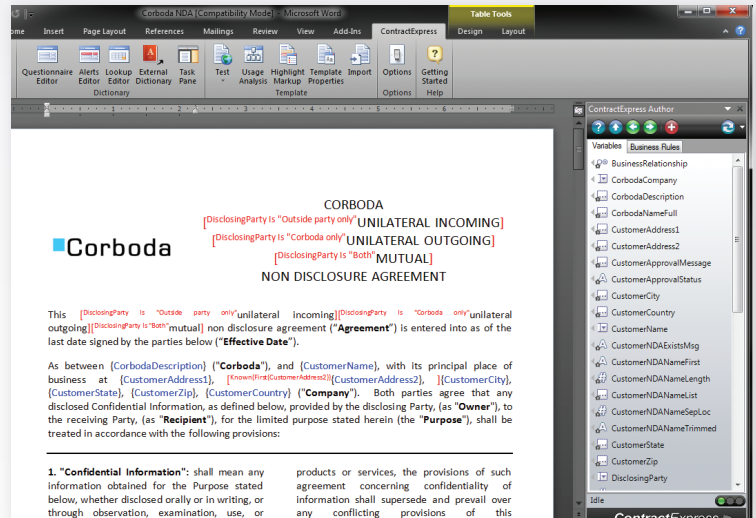 Corboda NDA [Compatibility Mode] - Microsoft Word
Table Tools
Insert Page Layout References Mailings Review View Add-Ins ContractExpress Design Layout
Questionnaire Editor
Alerts Editor
Lookup Editor
External Dictionary
Task Pane
Test
Usage Analysis
Highlight Markup
Template Properties
Import
Options
Getting Started
Dictionary Template Options Help
1 2 3 4 5 6
ContractExpress Author
Variables Business Rules
BusinessRelationship
CorbodaCompany
CorbodaDescription
CorbodaNameFull
CustomerAddress1
CustomerAddress2
CustomerApprovalMessage
CustomerApprovalStatus
CustomerCity
CustomerCountry
CustomerName
CustomerNDAExistsMsg
CustomerNDANameFirst
CustomerNDANameLength
CustomerNDANameList
CustomerNDANameSepLoc
CustomerNDANameTrimmed
CustomerState
CustomerZip
DisclosingParty
Idle
ContractExpress
Corboda
CORBODA
[DisclosingParty Is "Outside party only"UNILATERAL INCOMING]
[DisclosingParty Is "Corboda only"UNILATERAL OUTGOING]
[DisclosingParty Is "Both"MUTUAL]
NON DISCLOSURE AGREEMENT
This [DisclosingParty Is "Outside party only"unilateral incoming][DisclosingParty Is "Corboda only"unilateral
outgoing][DisclosingParty Is "Both"mutual] non disclosure agreement ("Agreement") is entered into as of the
last date signed by the parties below ("Effective Date").
As between {CorbodaDescription} ("Corboda"), and {CustomerName}, with its principal place of
business at {CustomerAddress1}, [Known(First(CustomerAddress2)){CustomerAddress2}, ]{CustomerCity},
{CustomerState}, {CustomerZip}, {CustomerCountry} ("Company"). Both parties agree that any
disclosed Confidential Information, as defined below, provided by the disclosing Party, (as "Owner"), to
the receiving Party, (as "Recipient"), for the limited purpose stated herein (the "Purpose"), shall be
treated in accordance with the following provisions:
1. "Confidential Information": shall mean any
information obtained for the Purpose stated
below, whether disclosed orally or in writing, or
through observation, examination, use, or
products or services, the provisions of such
agreement concerning confidentiality of
information shall supersede and prevail over
any conflicting provisions of this